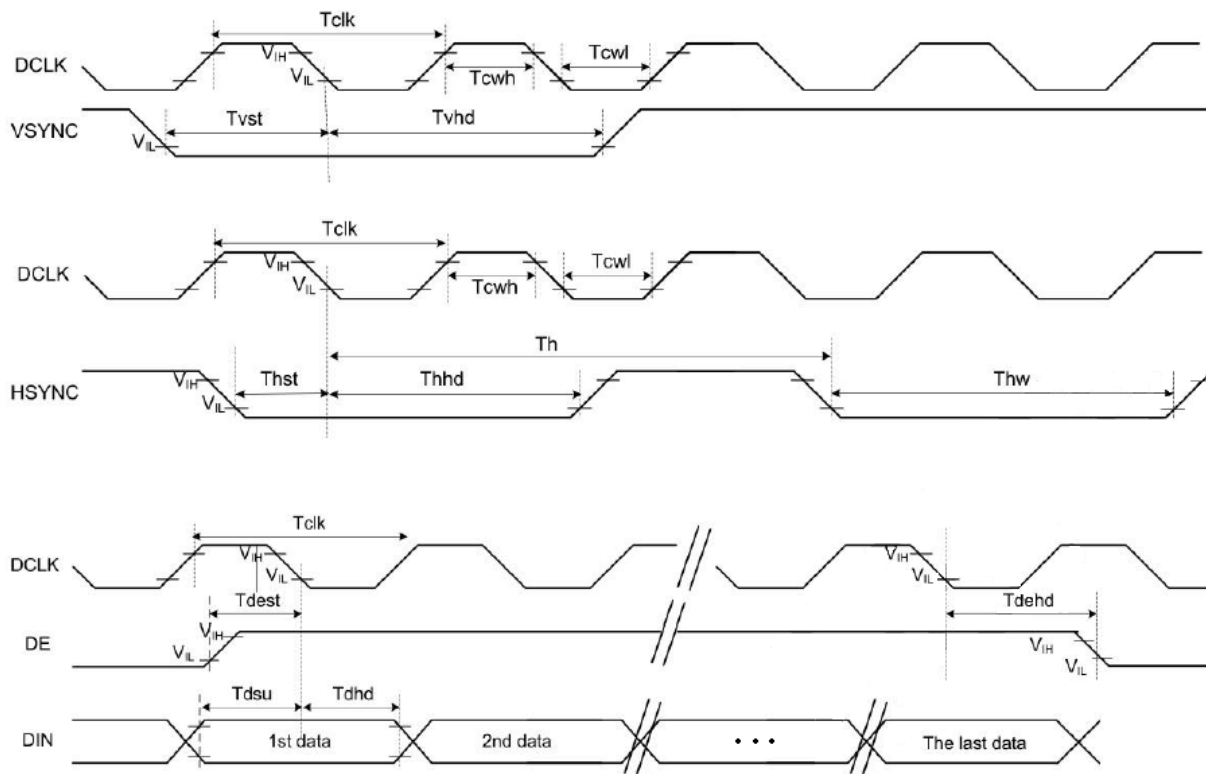 Tclk
DCLK
VIH
VIL
Tcwh
Tcwl
VSYNC
VIL
Tvst
Tvhd
Tclk
DCLK
VIH
VIL
Tcwh
Tcwl
Th
HSYNC
VIH
VIL
Thst
Thhd
Thw
Tclk
DCLK
VIH
VIL
VIH
VIL
Tdest
Tdehd
DE
VIH
VIL
VIH
VIL
Tdsu
Tdhd
DIN
1st data
2nd data
• • •
The last data